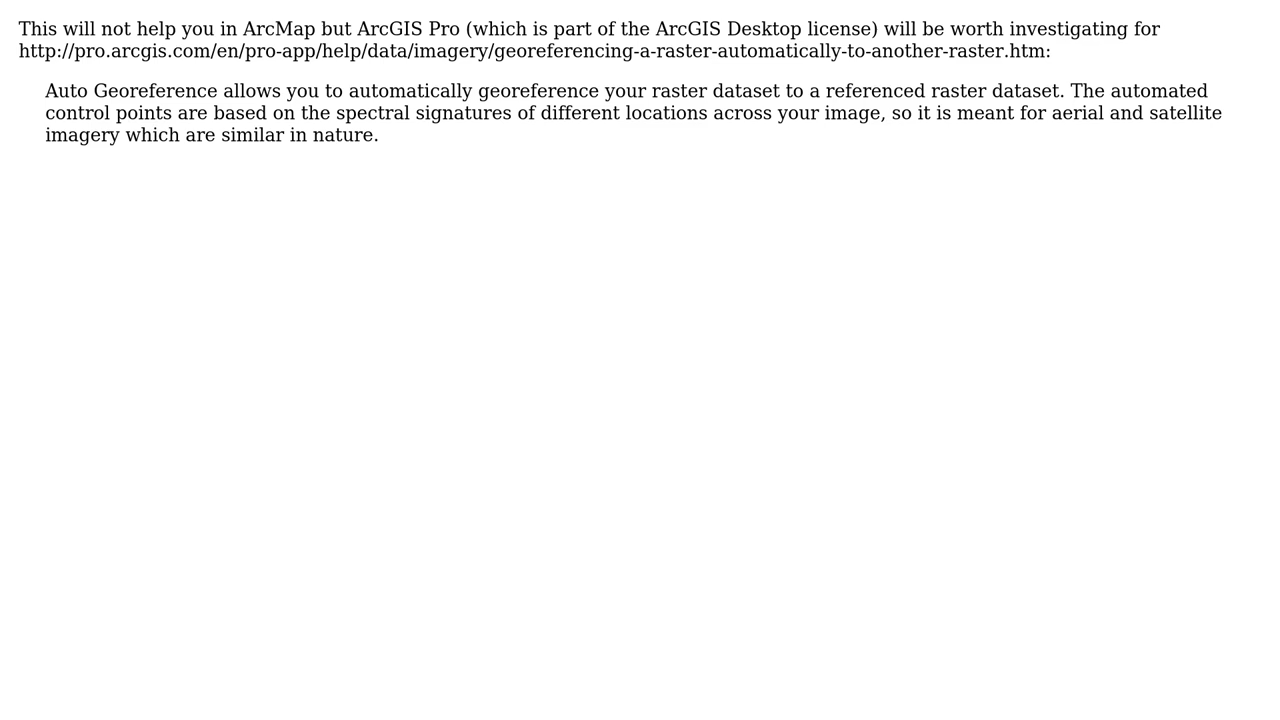 This will not help you in ArcMap but ArcGIS Pro (which is part of the ArcGIS Desktop license) will be worth investigating for
http://pro.arcgis.com/en/pro-app/help/data/imagery/georeferencing-a-raster-automatically-to-another-raster.htm:
Auto Georeference allows you to automatically georeference your raster dataset to a referenced raster dataset. The automated
control points are based on the spectral signatures of different locations across your image, so it is meant for aerial and satellite
imagery which are similar in nature.